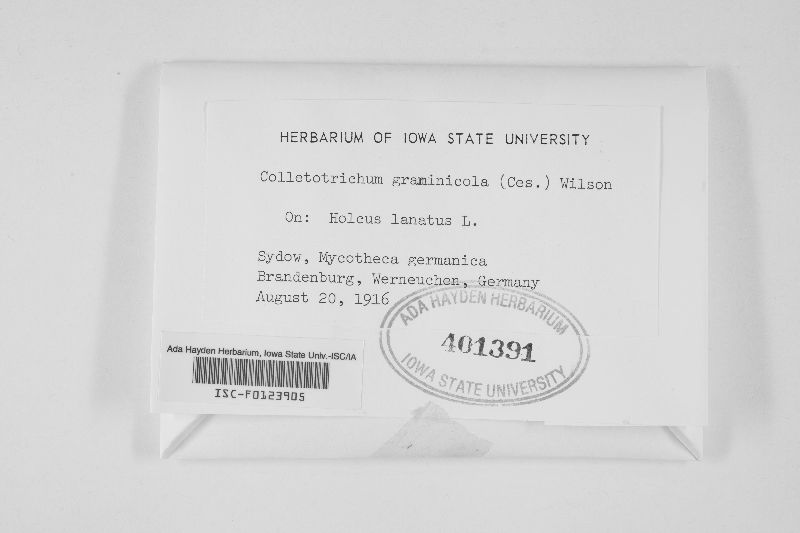 HERBARIUM OF IOWA STATE UNIVERSITY
Colletotrichum graminicola (Ces.) Wilson
On: Holcus lanatus L.
Sydow, Mycotheca germanica
Brandenburg, Werneuchen, Germany
August 20, 1916
ADA HAYDEN HERBARIUM
401391
IOWA STATE UNIVERSITY
Ada Hayden Herbarium, Iowa State Univ.-ISC/IA
ISC-F0123905